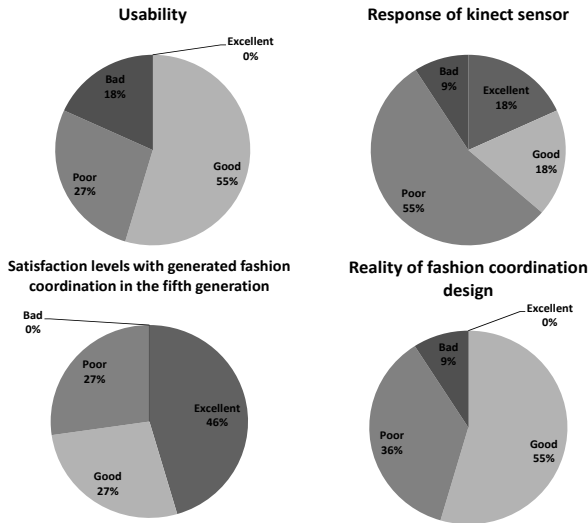 Usability
Excellent
0%
Bad
18%
Poor
27%
Good
55%
Response of kinect sensor
Bad
9%
Excellent
18%
Good
18%
Poor
55%
Satisfaction levels with generated fashion
coordination in the fifth generation
Bad
0%
Poor
27%
Excellent
46%
Good
27%
Reality of fashion coordination
design
Excellent
0%
Bad
9%
Poor
36%
Good
55%